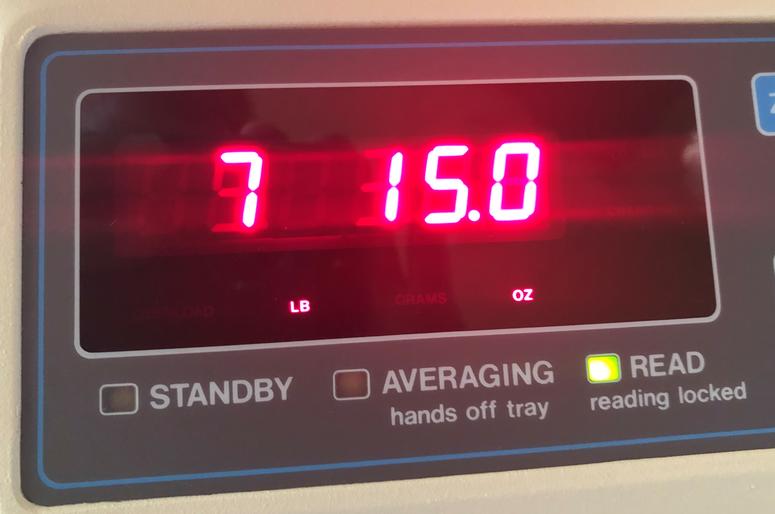 7 15.0
LB GRAMS OZ
STANDBY
AVERAGING
hands off tray
READ
reading locked